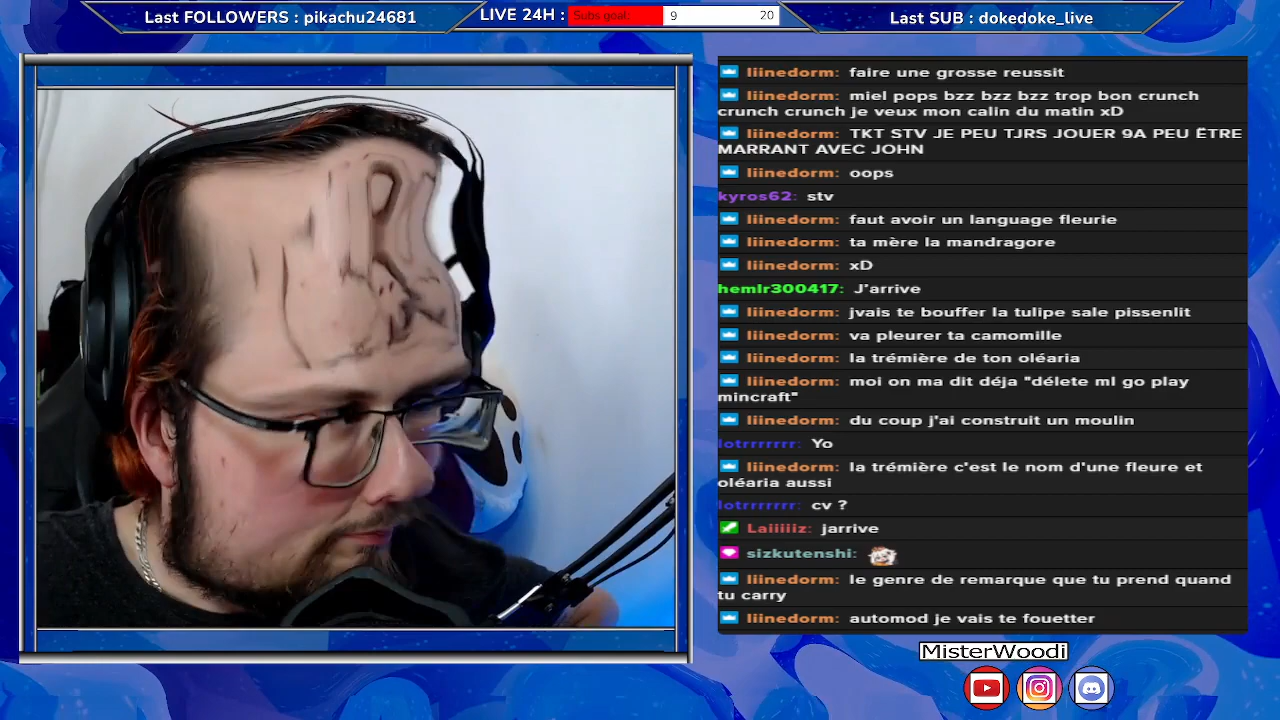 Last FOLLOWERS : pikachu24681
LIVE 24H :
Subs goal:
9
20
Last SUB : dokedoke_live
liinedorm: faire une grosse reussit
liinedorm: miel pops bzz bzz bzz trop bon crunch
crunch crunch je veux mon calin du matin xD
liinedorm: TKT STV JE PEU TJRS JOUER 9A PEU ËTRE
MARRANT AVEC JOHN
liinedorm: oops
kyros62: stv
liinedorm: faut avoir un language fleurie
liinedorm: ta mère la mandragore
liinedorm: xD
hemlr300417: J'arrive
liinedorm: jvais te bouffer la tulipe sale pissenlit
liinedorm: va pleurer ta camomille
liinedorm: la trémière de ton oléaria
liinedorm: moi on ma dit déja "délete ml go play
mincraft"
liinedorm: du coup j'ai construit un moulin
lotrrrrrrr: Yo
liinedorm: la trémière c'est le nom d'une fleure et
oléaria aussi
lotrrrrrrr: cv ?
Laiiiiiz: jarrive
sizkutenshi:
liinedorm: le genre de remarque que tu prend quand
tu carry
liinedorm: automod je vais te fouetter
MisterWoodi